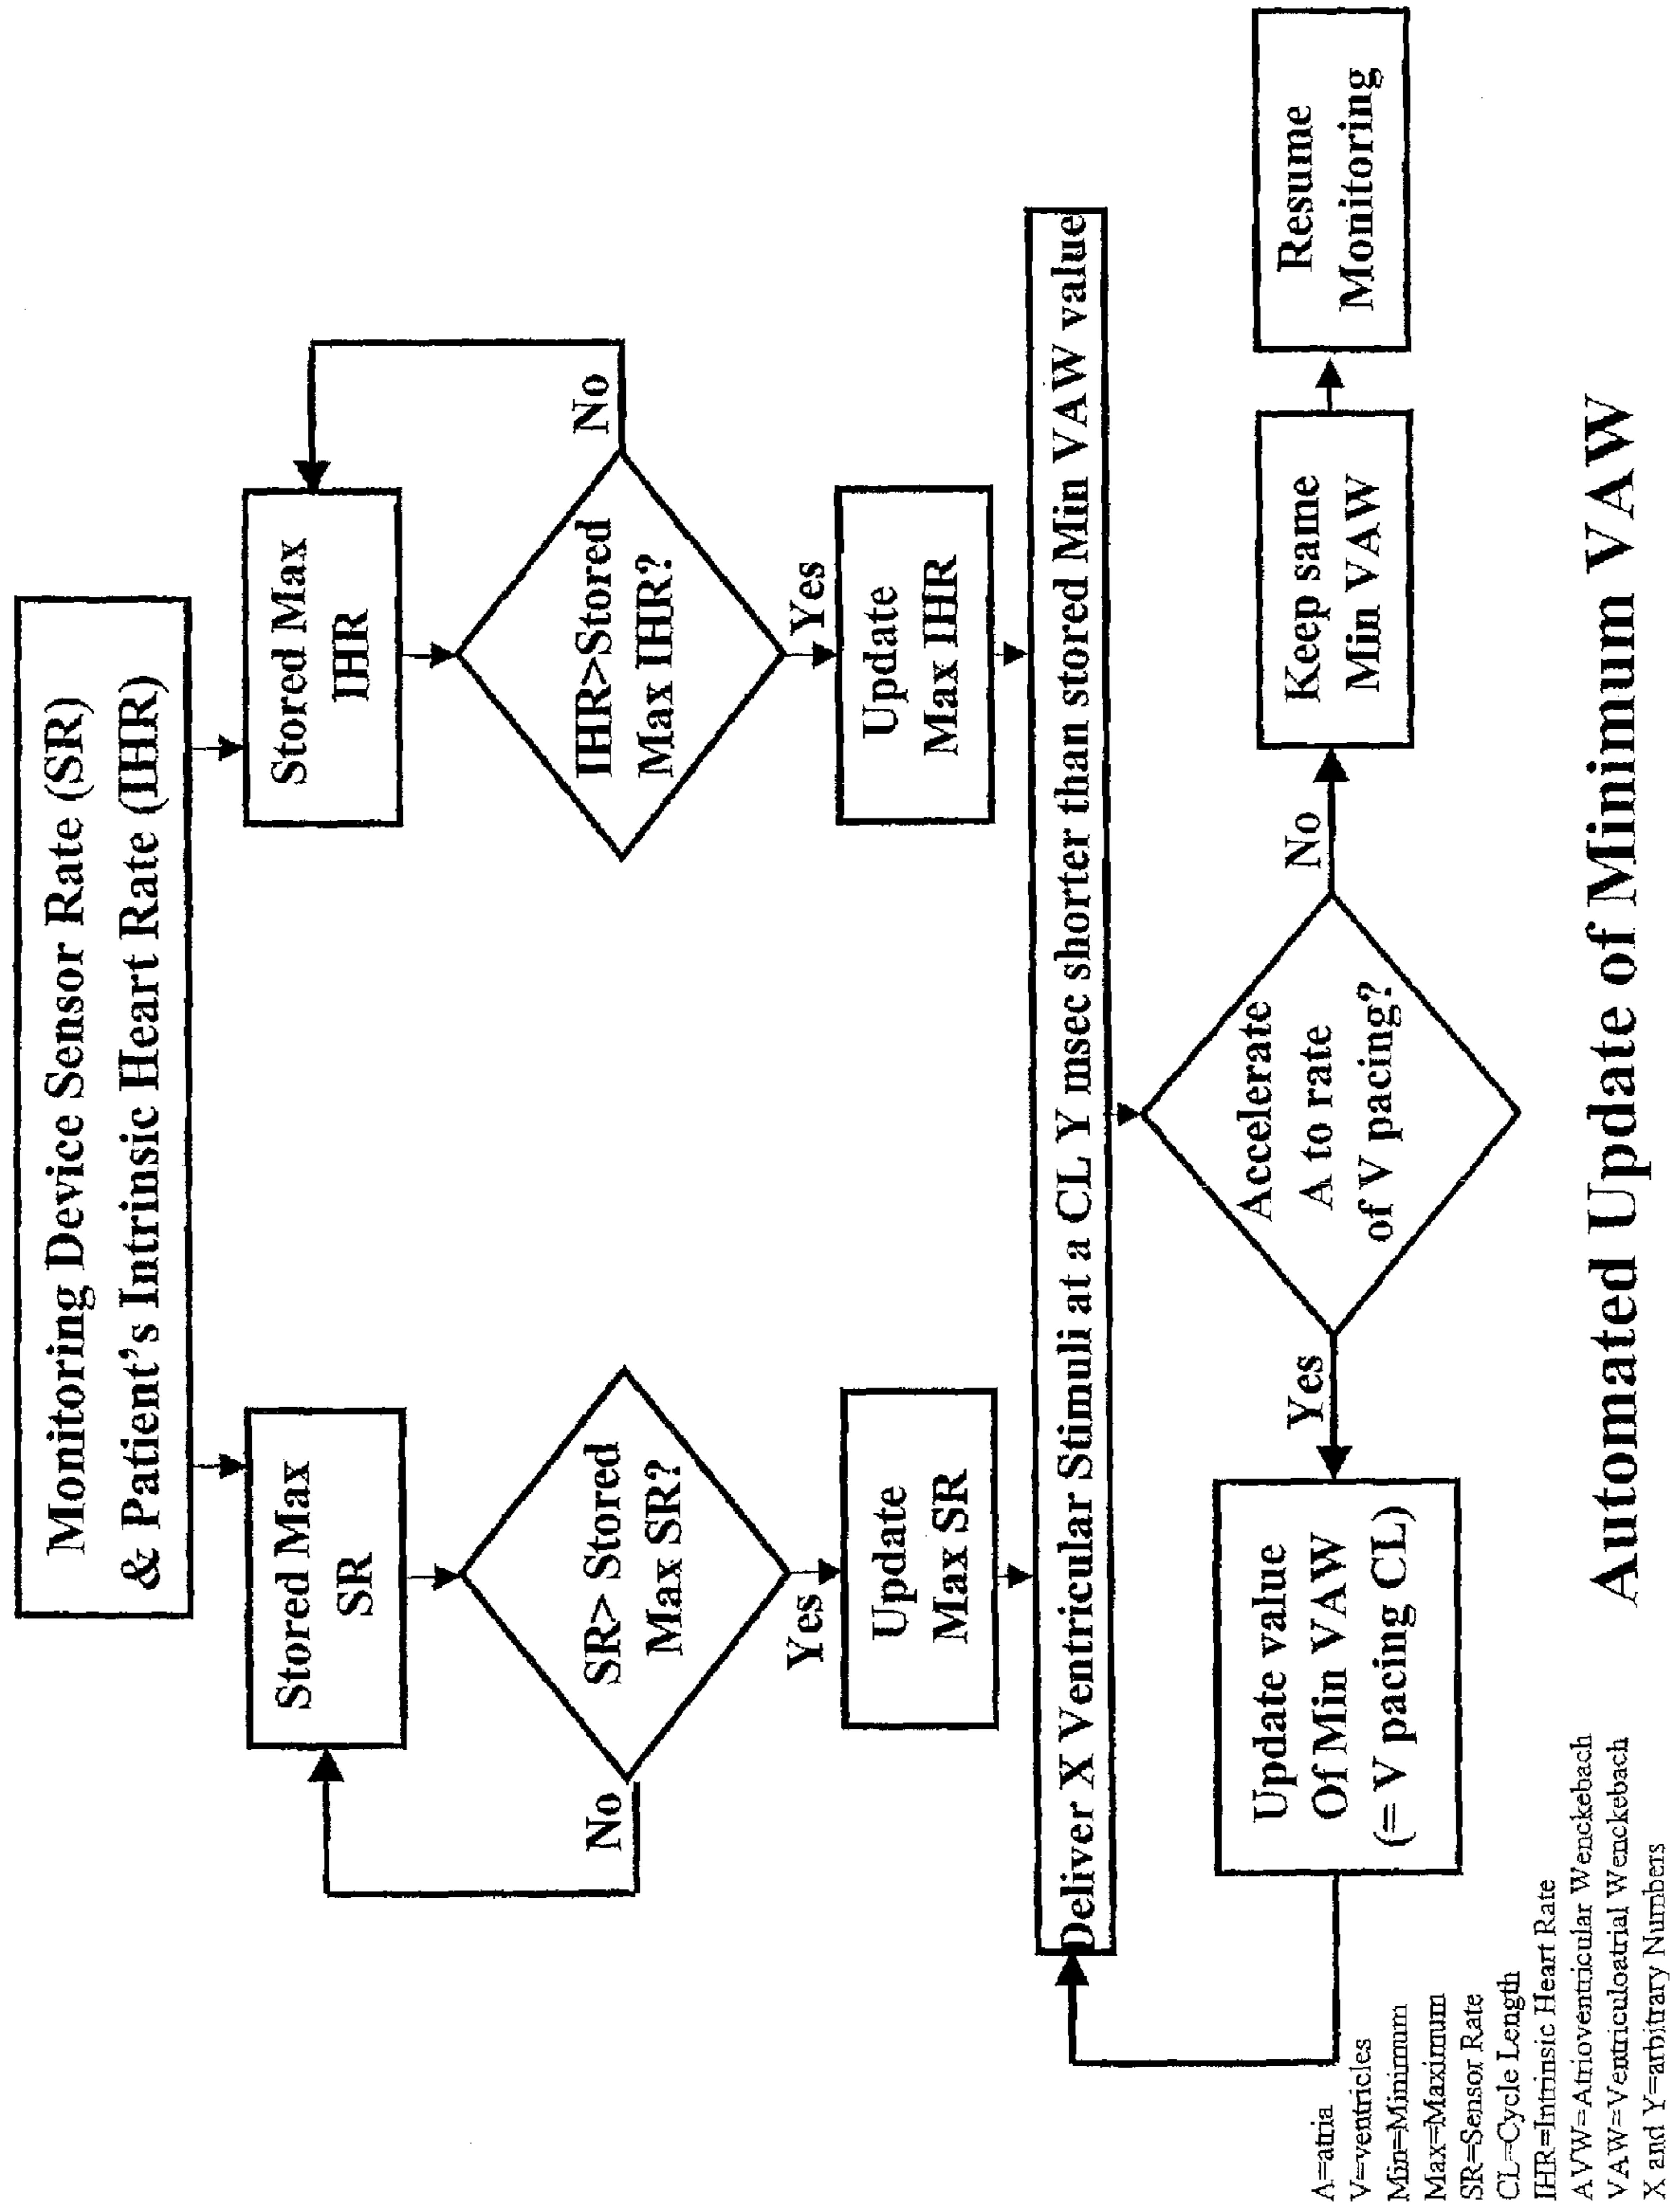 Monitoring Device Sensor Rate (SR)
& Patient's Intrinsic Heart Rate (IHR)
Stored Max
SR
Stored Max
IHR
SR> Stored
Max SR?
No
Yes
IHR>Stored
Max IHR?
No
Yes
Update
Max SR
Update
Max IHR
Deliver X Ventricular Stimuli at a CL Y msec shorter than stored Min VAW value
Accelerate
A to rate
of V pacing?
Yes
No
Update value
Of Min VAW
(= V pacing CL)
Keep same
Min VAW
Resume
Monitoring
A=atria
V=ventricles
Min=Minimum
Max=Maximum
SR=Sensor Rate
CL=Cycle Length
IHR=Intrinsic Heart Rate
AVW=Atrioventricular Wenckebach
VAW=Ventriculoatrial Wenckebach
X and Y=arbitrary Numbers
Automated Update of Minimum VAW